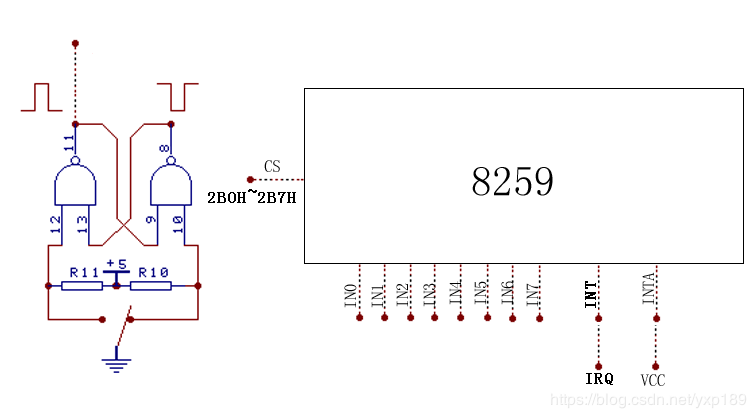 11
8
12
13
9
10
R11
+5
R10
CS
2B0H~2B7H
8259
IN0
IN1
IN2
IN3
IN4
IN5
IN6
IN7
INT
INTA
IRQ
VCC
https://blog.csdn.net/yxp189